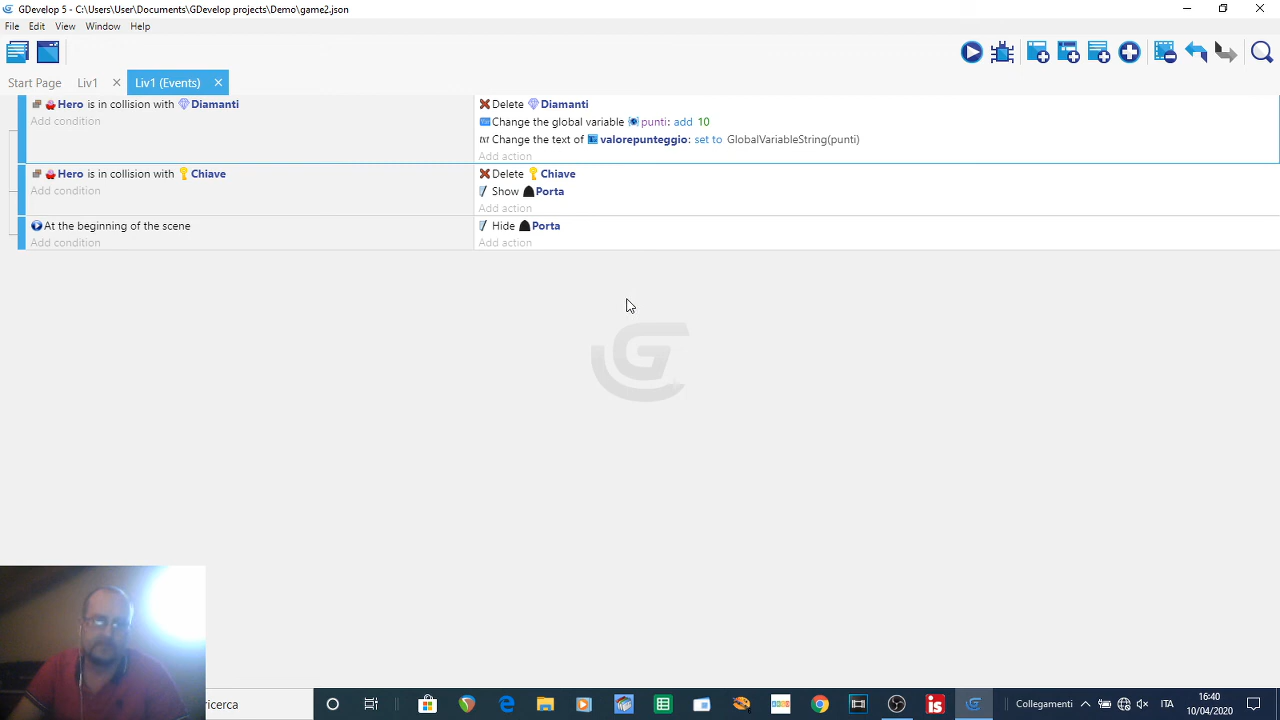 GDevelop 5 - C:\Users\User\Documents\GDevelop projects\Demo\game2.json
File Edit View Window Help
Start Page Liv1 Liv1 (Events)
Hero is in collision with Diamanti
Add condition
Delete Diamanti
Change the global variable punti: add 10
Change the text of valorepunteggio: set to GlobalVariableString(punti)
Add action
Hero is in collision with Chiave
Add condition
Delete Chiave
Show Porta
Add action
At the beginning of the scene
Add condition
Hide Porta
Add action
ricerca
Collegamenti
ITA
16:40
10/04/2020